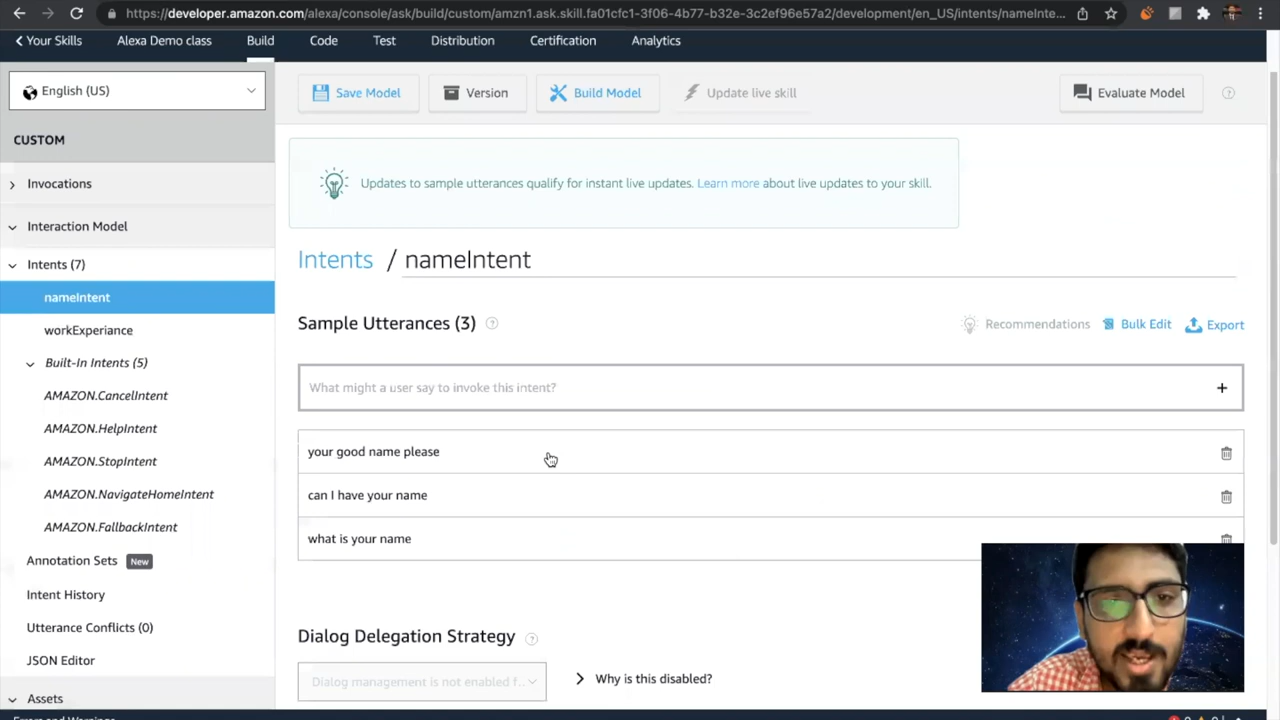 https://developer.amazon.com/alexa/console/ask/build/custom/amzn1.ask.skill.fa01cfc1-3f06-4b77-b32e-3c2ef96e57a2/development/en_US/intents/nameInte...
Your Skills
Alexa Demo class
Build
Code
Test
Distribution
Certification
Analytics
English (US)
Save Model
Version
Build Model
Update live skill
Evaluate Model
CUSTOM
Invocations
Updates to sample utterances qualify for instant live updates. Learn more about live updates to your skill.
Interaction Model
Intents (7)
Intents / nameIntent
nameIntent
workExperiance
Sample Utterances (3)
Recommendations
Bulk Edit
Export
Built-In Intents (5)
What might a user say to invoke this intent?
AMAZON.CancelIntent
AMAZON.HelpIntent
your good name please
AMAZON.StopIntent
AMAZON.NavigateHomeIntent
can I have your name
AMAZON.FallbackIntent
what is your name
Annotation Sets New
Intent History
Utterance Conflicts (0)
Dialog Delegation Strategy
JSON Editor
Dialog management is not enabled f...
Why is this disabled?
Assets